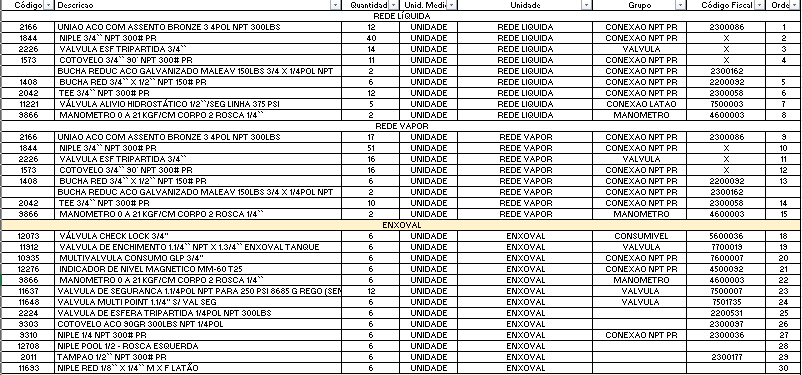 Código Descricao Quantidad Unid. Medi Unidade Grupo Código Fiscal Orde
REDE LÍQUIDA
2166 UNIAO ACO COM ASSENTO BRONZE 3 4POL NPT 300LBS 12 UNIDADE REDE LIQUIDA CONEXAO NPT PR 2300086 1
1844 NIPLE 3/4`` NPT 300# PR 40 UNIDADE REDE LIQUIDA CONEXAO NPT PR X 2
2226 VALVULA ESF TRIPARTIDA 3/4`` 14 UNIDADE REDE LIQUIDA VALVULA X 3
1573 COTOVELO 3/4`` 90° NPT 300# PR 11 UNIDADE REDE LIQUIDA CONEXAO NPT PR X 4
BUCHA REDUC ACO GALVANIZADO MALEAV 150LBS 3/4 X 1/4POL NPT 2 UNIDADE REDE LIQUIDA CONEXAO NPT PR 2300162
1408 BUCHA RED 3/4`` X 1/2`` NPT 150# PR 6 UNIDADE REDE LIQUIDA CONEXAO NPT PR 2200092 5
2042 TEE 3/4`` NPT 300# PR 12 UNIDADE REDE LIQUIDA CONEXAO NPT PR 2300058 6
11221 VÁLVULA ALIVIO HIDROSTÁTICO 1/2``/SEG LINHA 375 PSI 5 UNIDADE REDE LIQUIDA CONEXAO LATAO 7500003 7
9866 MANOMETRO 0 A 21 KGF/CM CORPO 2 ROSCA 1/4`` 2 UNIDADE REDE LIQUIDA MANOMETRO 4600003 8
REDE VAPOR
2166 UNIAO ACO COM ASSENTO BRONZE 3 4POL NPT 300LBS 17 UNIDADE REDE VAPOR CONEXAO NPT PR 2300086 9
1844 NIPLE 3/4`` NPT 300# PR 51 UNIDADE REDE VAPOR CONEXAO NPT PR X 10
2226 VALVULA ESF TRIPARTIDA 3/4`` 16 UNIDADE REDE VAPOR VALVULA X 11
1573 COTOVELO 3/4`` 90° NPT 300# PR 16 UNIDADE REDE VAPOR CONEXAO NPT PR X 12
1408 BUCHA RED 3/4`` X 1/2`` NPT 150# PR 6 UNIDADE REDE VAPOR CONEXAO NPT PR 2200092 13
BUCHA REDUC ACO GALVANIZADO MALEAV 150LBS 3/4 X 1/4POL NPT 2 UNIDADE REDE VAPOR CONEXAO NPT PR 2300162
2042 TEE 3/4`` NPT 300# PR 10 UNIDADE REDE VAPOR CONEXAO NPT PR 2300058 14
9866 MANOMETRO 0 A 21 KGF/CM CORPO 2 ROSCA 1/4`` 2 UNIDADE REDE VAPOR MANOMETRO 4600003 15
ENXOVAL
12073 VÁLVULA CHECK LOCK 3/4" 6 UNIDADE ENXOVAL CONSUMIVEL 5600036 18
11912 VALVULA DE ENCHIMENTO 1.1/4`` NPT X 1.3/4`` ENXOVAL TANQUE 6 UNIDADE ENXOVAL VALVULA 7700019 19
10935 MULTIVALVULA CONSUMO GLP 3/4" 6 UNIDADE ENXOVAL CONEXAO NPT PR 7600007 20
12276 INDICADOR DE NIVEL MAGNETICO MM-60 T25 6 UNIDADE ENXOVAL CONEXAO NPT PR 4500092 21
9866 MANOMETRO 0 A 21 KGF/CM CORPO 2 ROSCA 1/4`` 6 UNIDADE ENXOVAL MANOMETRO 4600003 22
11637 VALVULA DE SEGURANCA 1.1/4POL NPT PARA 250 PSI 8685 G REGO (SEM 12 UNIDADE ENXOVAL VALVULA 7500007 23
11648 VALVULA MULTI POINT 1.1/4" S/ VAL SEG 6 UNIDADE ENXOVAL VALVULA 7501735 24
2224 VALVULA DE ESFERA TRIPARTIDA 1/4POL NPT 300LBS 6 UNIDADE ENXOVAL 2200531 25
9303 COTOVELO ACO 90GR 300LBS NPT 1/4POL 6 UNIDADE ENXOVAL 2300097 26
9310 NIPLE 1/4 NPT 300# PR 6 UNIDADE ENXOVAL CONEXAO NPT PR 2300036 27
12708 NIPLE POOL 1/2 - ROSCA ESQUERDA 6 UNIDADE ENXOVAL 28
2011 TAMPAO 1/2`` NPT 300# PR 6 UNIDADE ENXOVAL 2300177 29
11693 NIPLE RED 1/8`` X 1/4`` M X F LATÃO 6 UNIDADE ENXOVAL 30